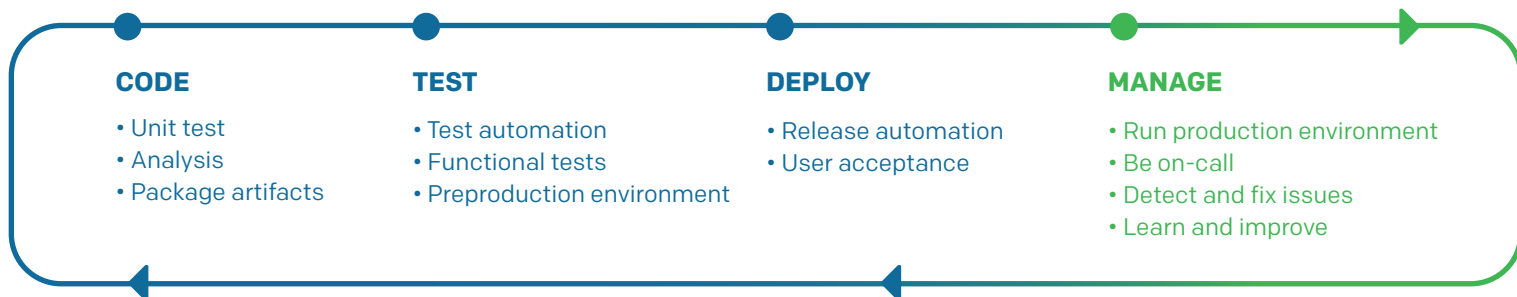 CODE
• Unit test
• Analysis
• Package artifacts
TEST
• Test automation
• Functional tests
• Preproduction environment
DEPLOY
• Release automation
• User acceptance
MANAGE
• Run production environment
• Be on-call
• Detect and fix issues
• Learn and improve